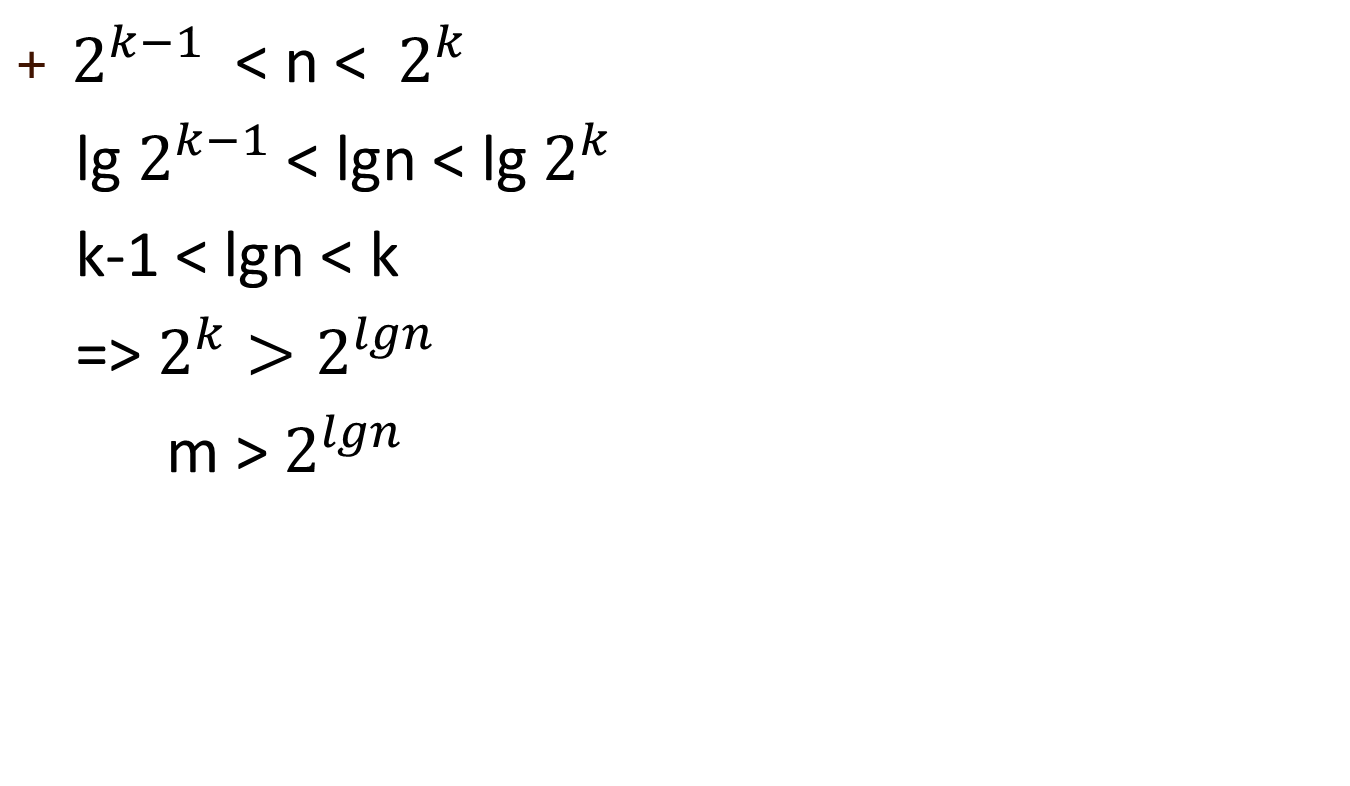 + 2^{k−1} < n < 2^k
lg 2^{k−1} < lgn < lg 2^k
k-1 < lgn < k
=> 2^k > 2^{lgn}
m > 2^{lgn}